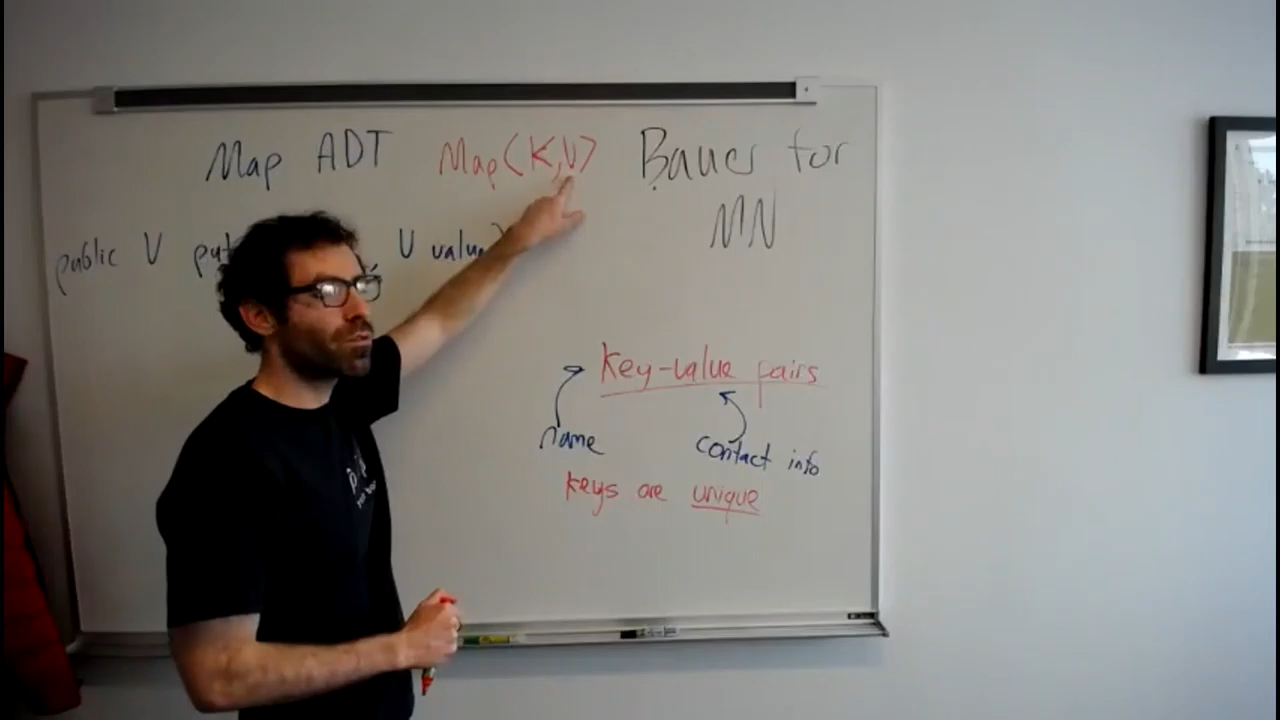 Map ADT Map<K,V> Bauer for
MN
public V put V value)
key-value pairs
name contact info
keys are unique